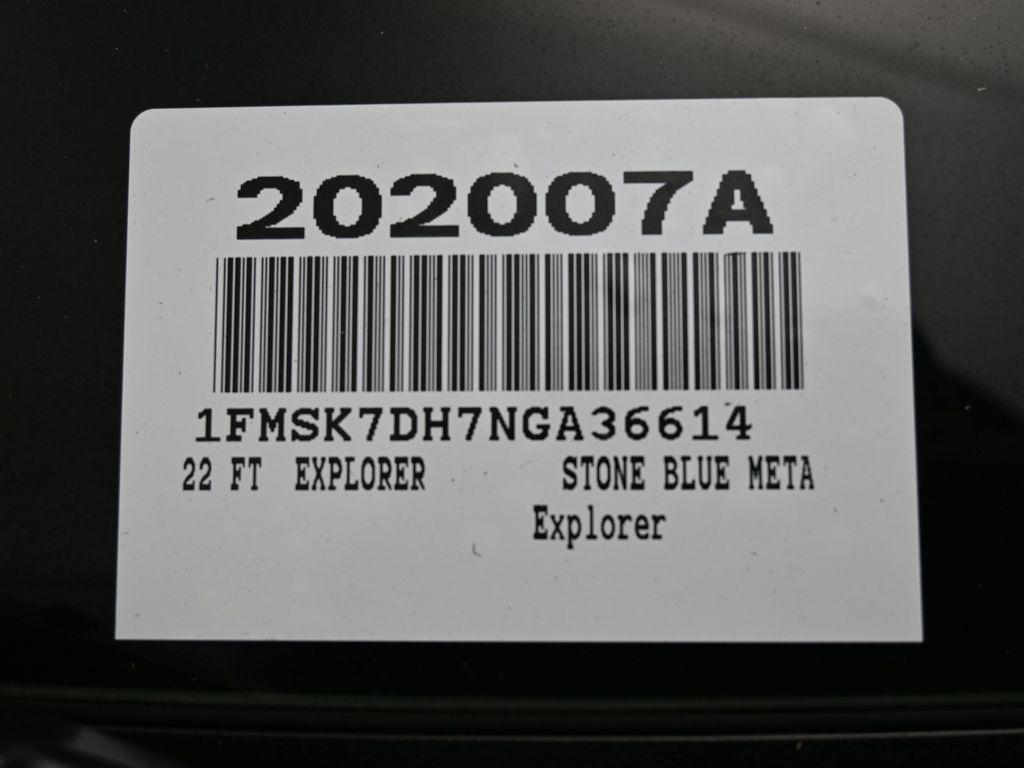 202007A
1FMSK7DH7NGA36614
22 FT EXPLORER STONE BLUE META
Explorer